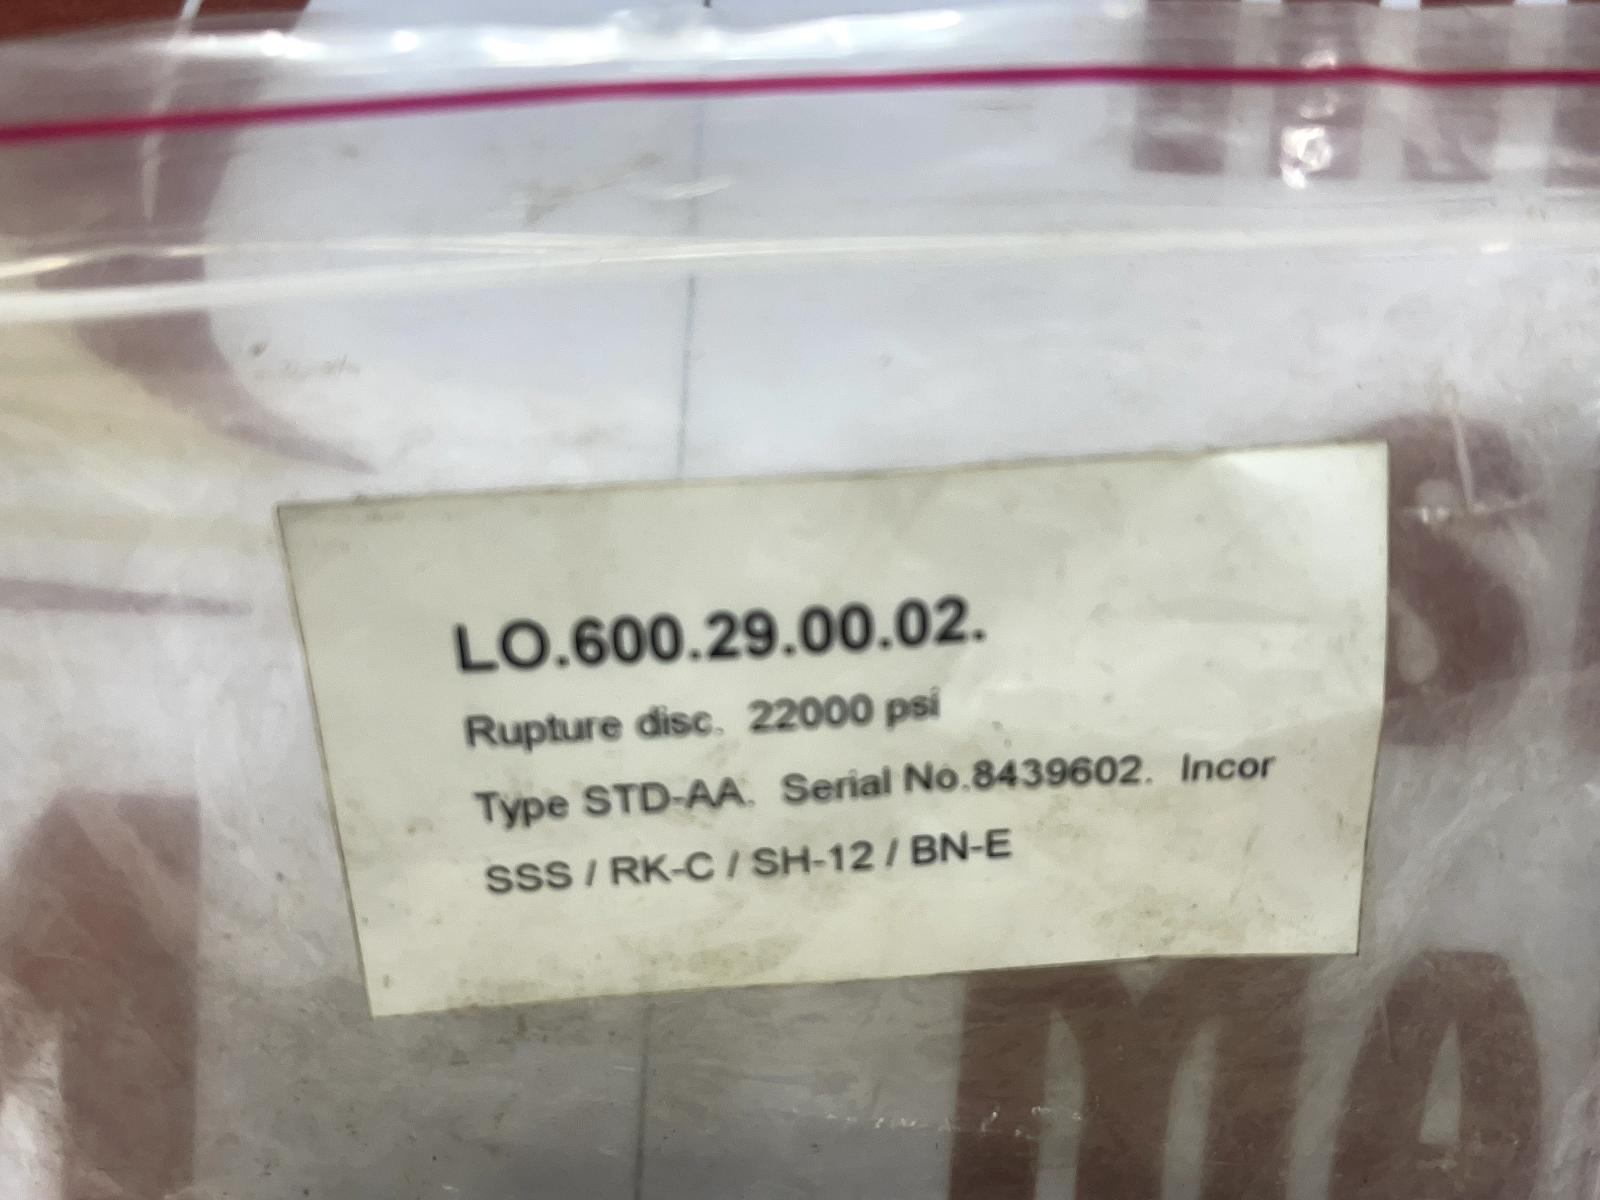 LO.600.29.00.02.
Rupture disc. 22000 psi
Type STD-AA. Serial No.8439602. Incor
SSS / RK-C / SH-12 / BN-E